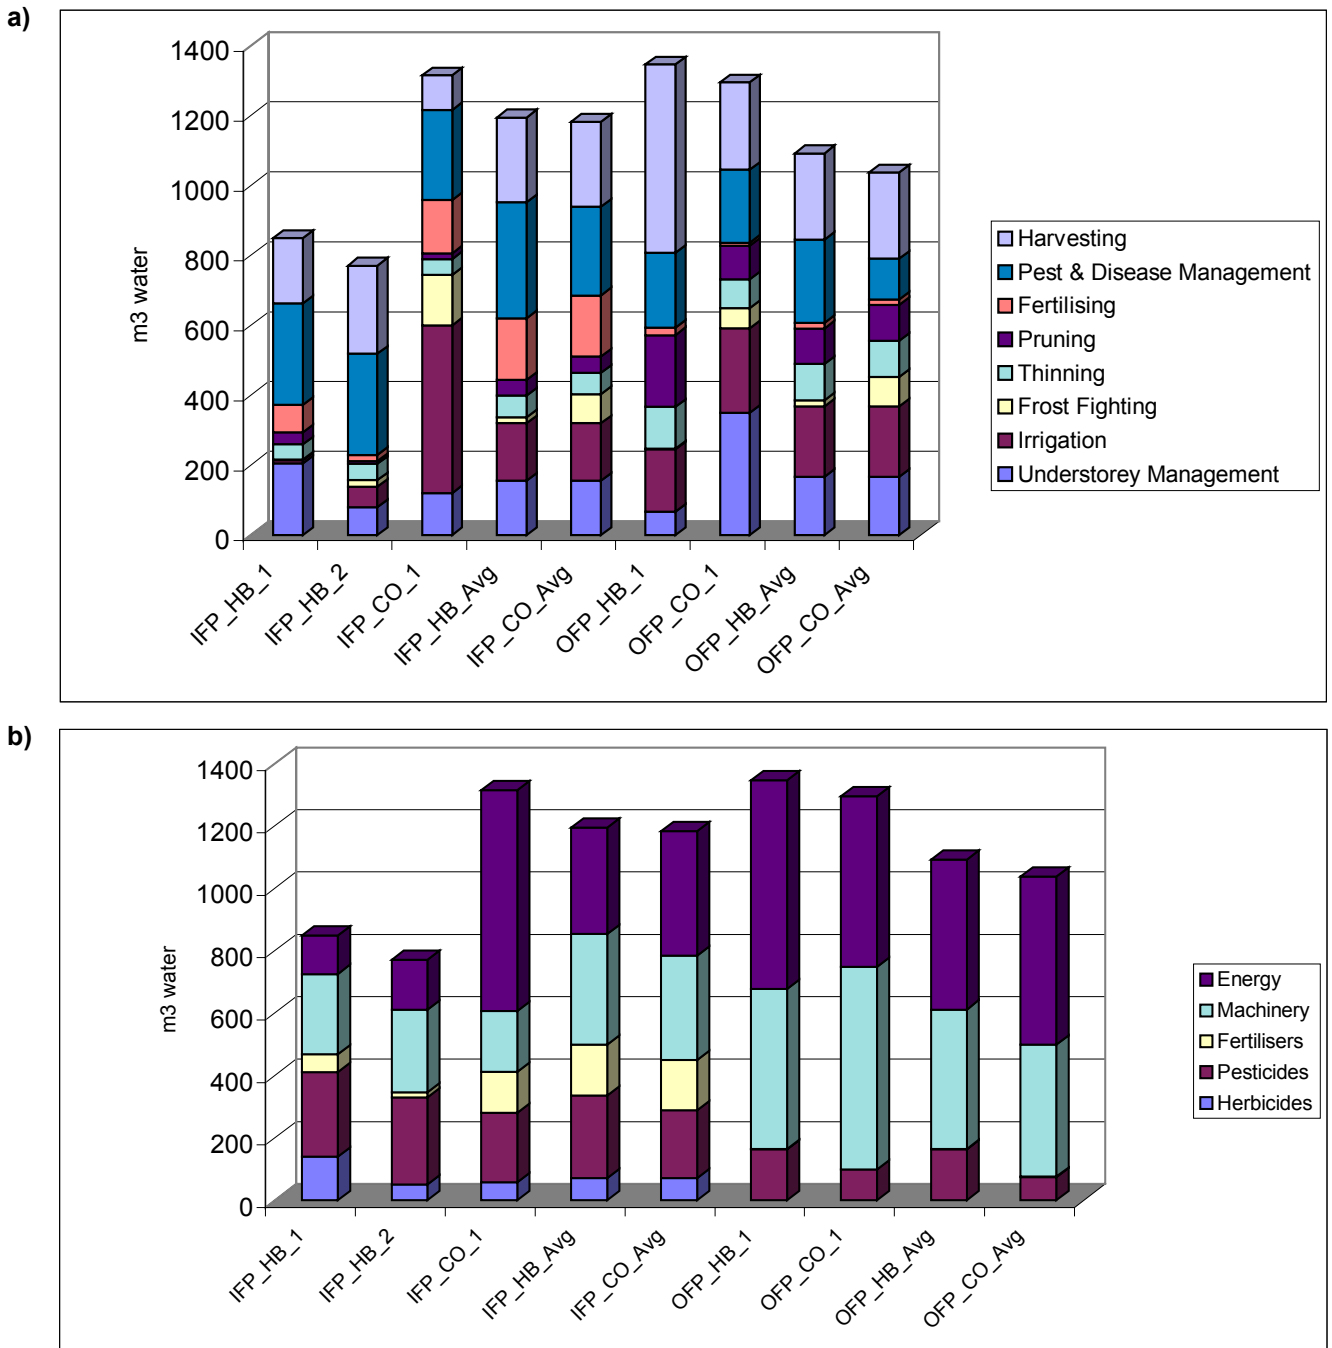 a)
1400
1200
1000
800
600
400
200
0
m3 water
IFP_HB_1
IFP_HB_2
IFP_CO_1
IFP_HB_Avg
IFP_CO_Avg
OFP_HB_1
OFP_CO_1
OFP_HB_Avg
OFP_CO_Avg
Harvesting
Pest & Disease Management
Fertilising
Pruning
Thinning
Frost Fighting
Irrigation
Understorey Management
b)
1400
1200
1000
800
600
400
200
0
m3 water
IFP_HB_1
IFP_HB_2
IFP_CO_1
IFP_HB_Avg
IFP_CO_Avg
OFP_HB_1
OFP_CO_1
OFP_HB_Avg
OFP_CO_Avg
Energy
Machinery
Fertilisers
Pesticides
Herbicides